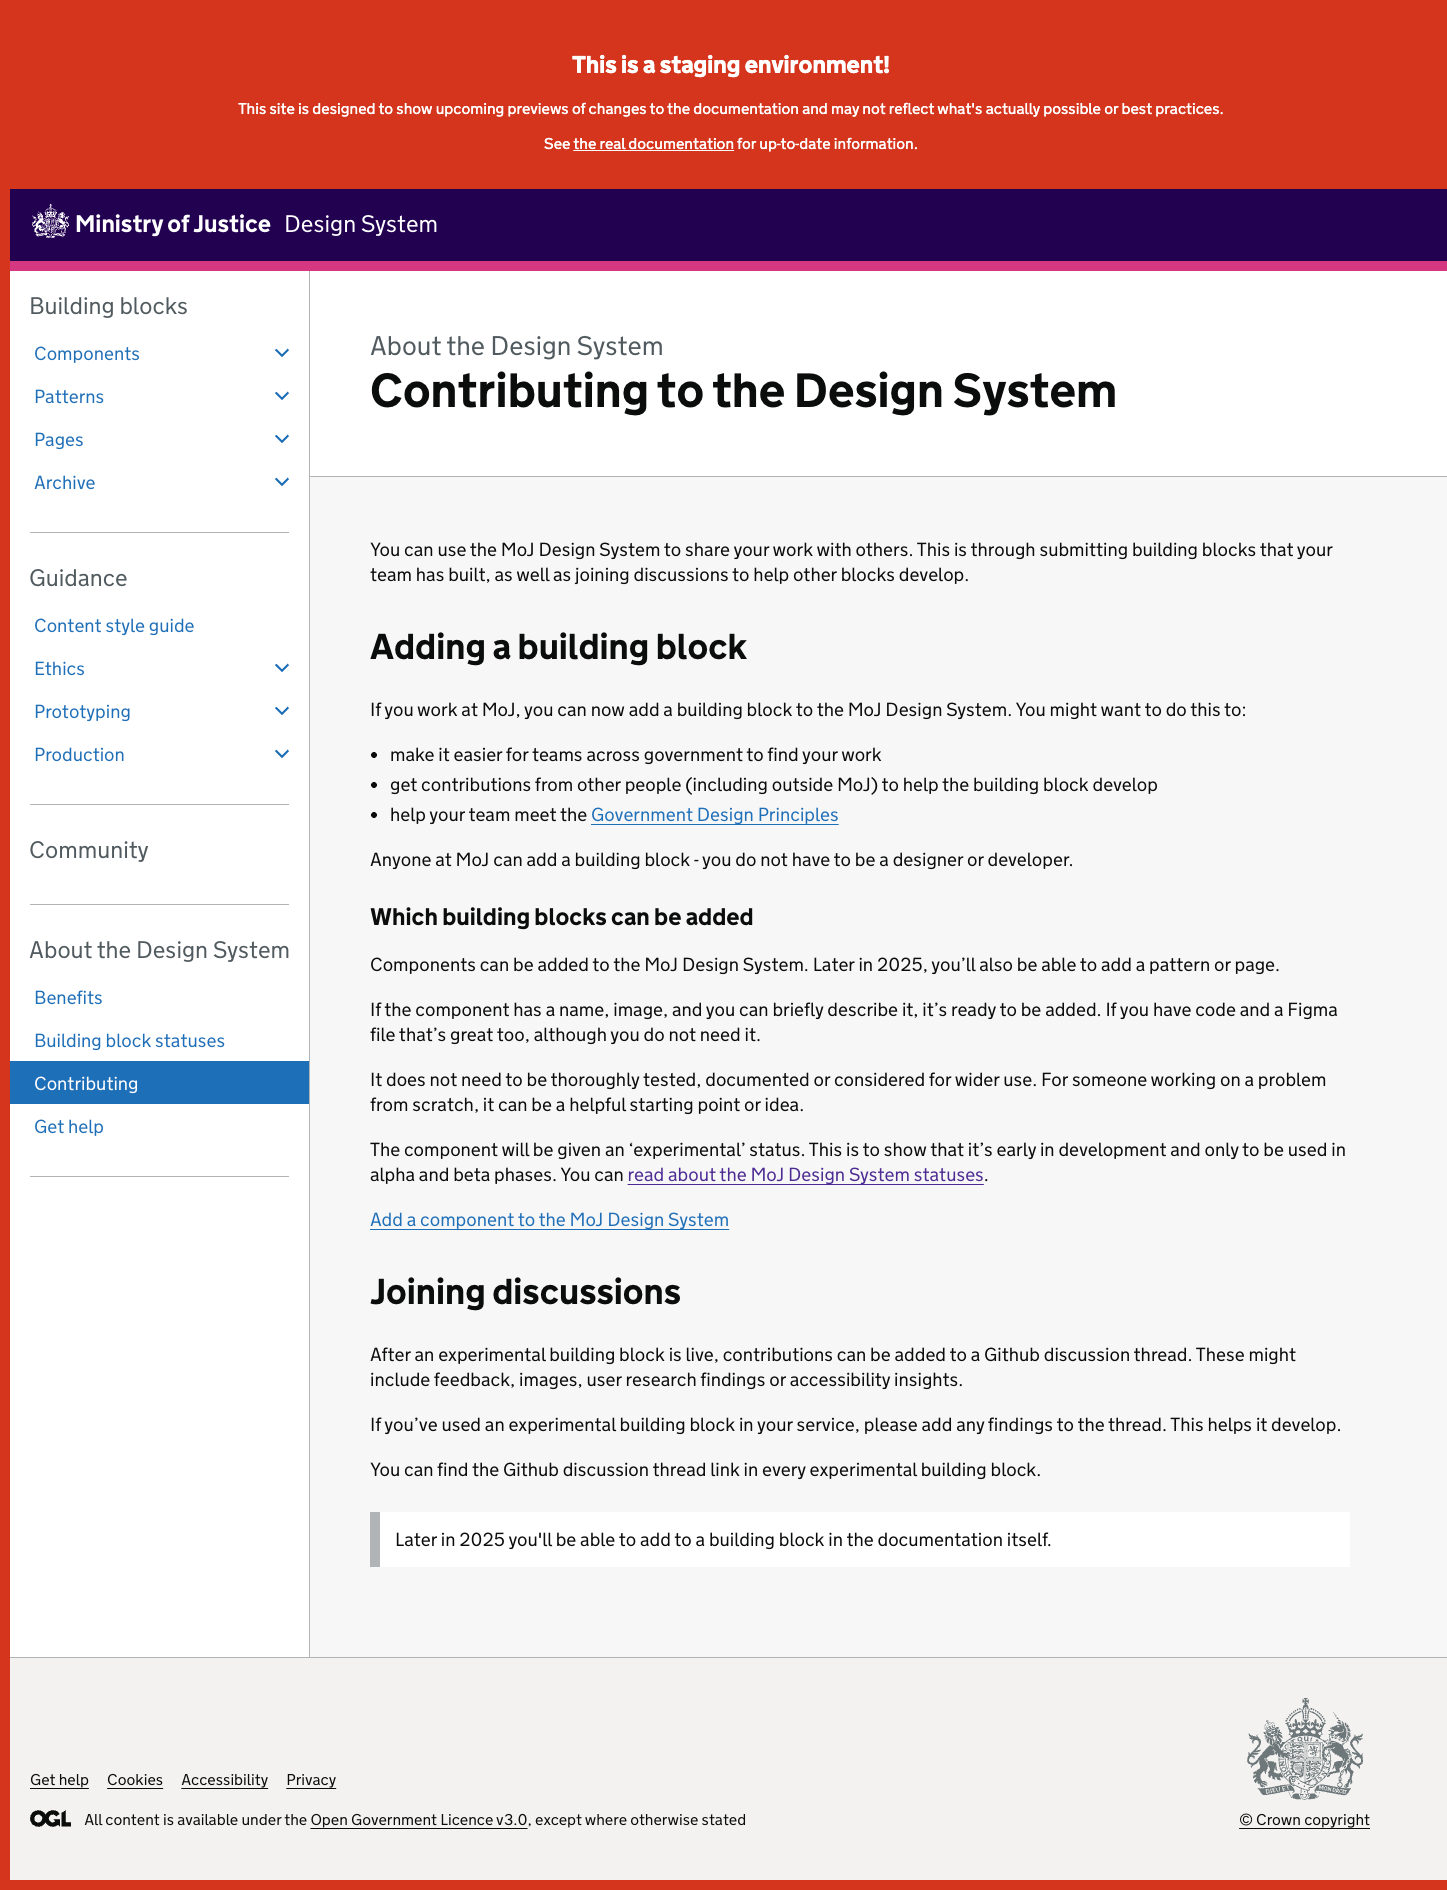 This is a staging environment!
This site is designed to show upcoming previews of changes to the documentation and may not reflect what's actually possible or best practices.
See the real documentation for up-to-date information.
Ministry of Justice Design System
Building blocks
Components
Patterns
Pages
Archive
Guidance
Content style guide
Ethics
Prototyping
Production
Community
About the Design System
Benefits
Building block statuses
Contributing
Get help
About the Design System
Contributing to the Design System
You can use the MoJ Design System to share your work with others. This is through submitting building blocks that your
team has built, as well as joining discussions to help other blocks develop.
Adding a building block
If you work at MoJ, you can now add a building block to the MoJ Design System. You might want to do this to:
• make it easier for teams across government to find your work
• get contributions from other people (including outside MoJ) to help the building block develop
• help your team meet the Government Design Principles
Anyone at MoJ can add a building block - you do not have to be a designer or developer.
Which building blocks can be added
Components can be added to the MoJ Design System. Later in 2025, you’ll also be able to add a pattern or page.
If the component has a name, image, and you can briefly describe it, it’s ready to be added. If you have code and a Figma
file that’s great too, although you do not need it.
It does not need to be thoroughly tested, documented or considered for wider use. For someone working on a problem
from scratch, it can be a helpful starting point or idea.
The component will be given an ‘experimental’ status. This is to show that it’s early in development and only to be used in
alpha and beta phases. You can read about the MoJ Design System statuses.
Add a component to the MoJ Design System
Joining discussions
After an experimental building block is live, contributions can be added to a Github discussion thread. These might
include feedback, images, user research findings or accessibility insights.
If you’ve used an experimental building block in your service, please add any findings to the thread. This helps it develop.
You can find the Github discussion thread link in every experimental building block.
Later in 2025 you'll be able to add to a building block in the documentation itself.
Get help Cookies Accessibility Privacy
OGL All content is available under the Open Government Licence v3.0, except where otherwise stated
© Crown copyright